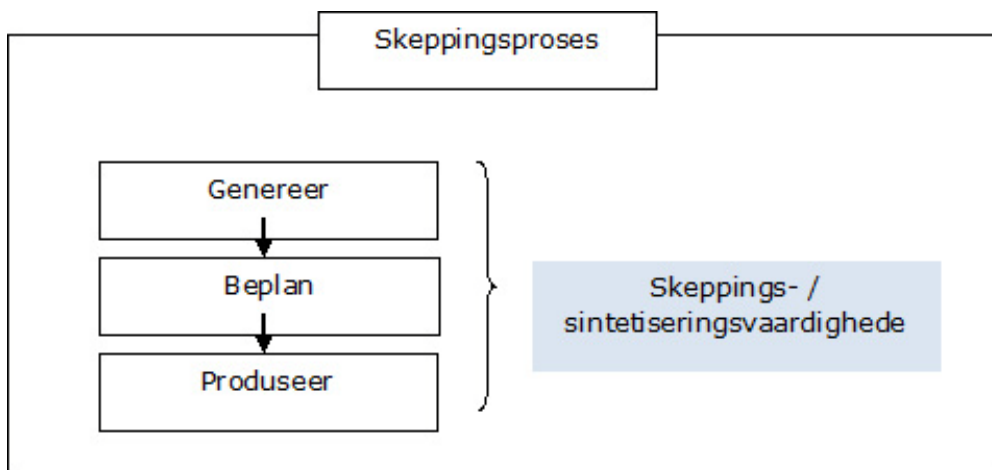 Skeppingsproses
Genereer
Beplan
Produseer
Skeppings- /
sintetiseringsvaardighede